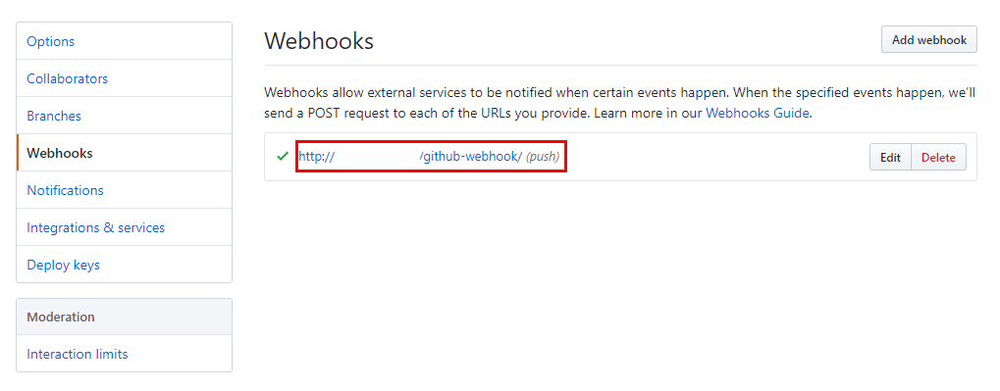 Options
Collaborators
Branches
Webhooks
Notifications
Integrations & services
Deploy keys
Moderation
Interaction limits
Webhooks
Add webhook
Webhooks allow external services to be notified when certain events happen. When the specified events happen, we'll
send a POST request to each of the URLs you provide. Learn more in our Webhooks Guide.
http:// /github-webhook/ (push)
Edit
Delete